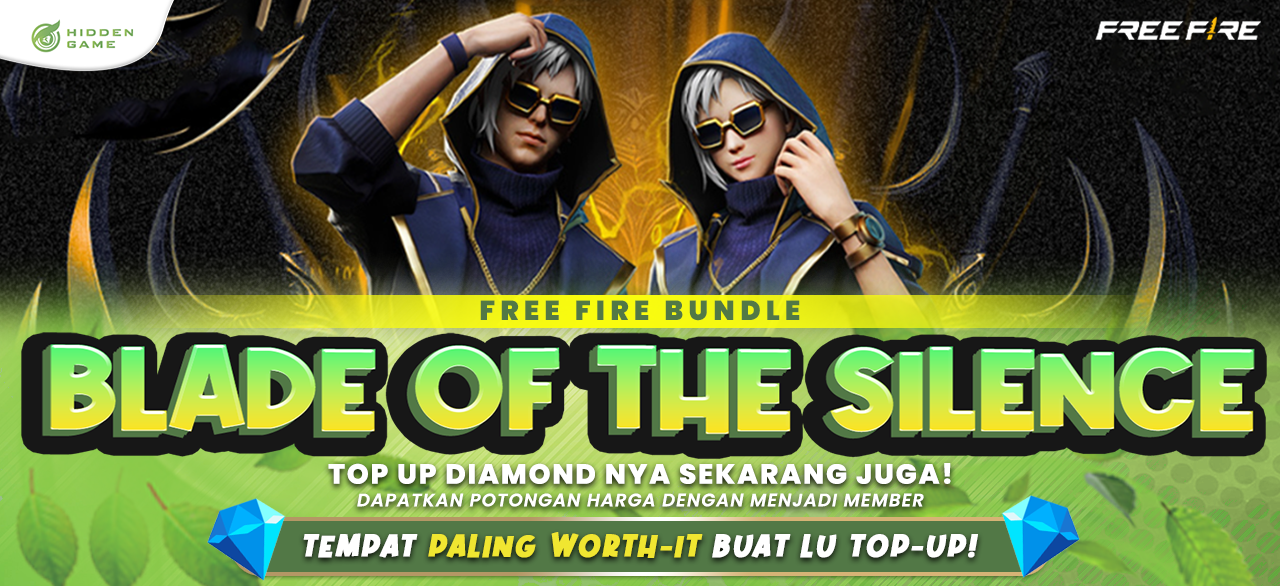 HIDDEN
GAME
FREE FIRE
FREE FIRE BUNDLE
BLADE OF THE SILENCE
TOP UP DIAMOND NYA SEKARANG JUGA!
DAPATKAN POTONGAN HARGA DENGAN MENJADI MEMBER
TEMPAT PALING WORTH-IT BUAT LU TOP-UP!